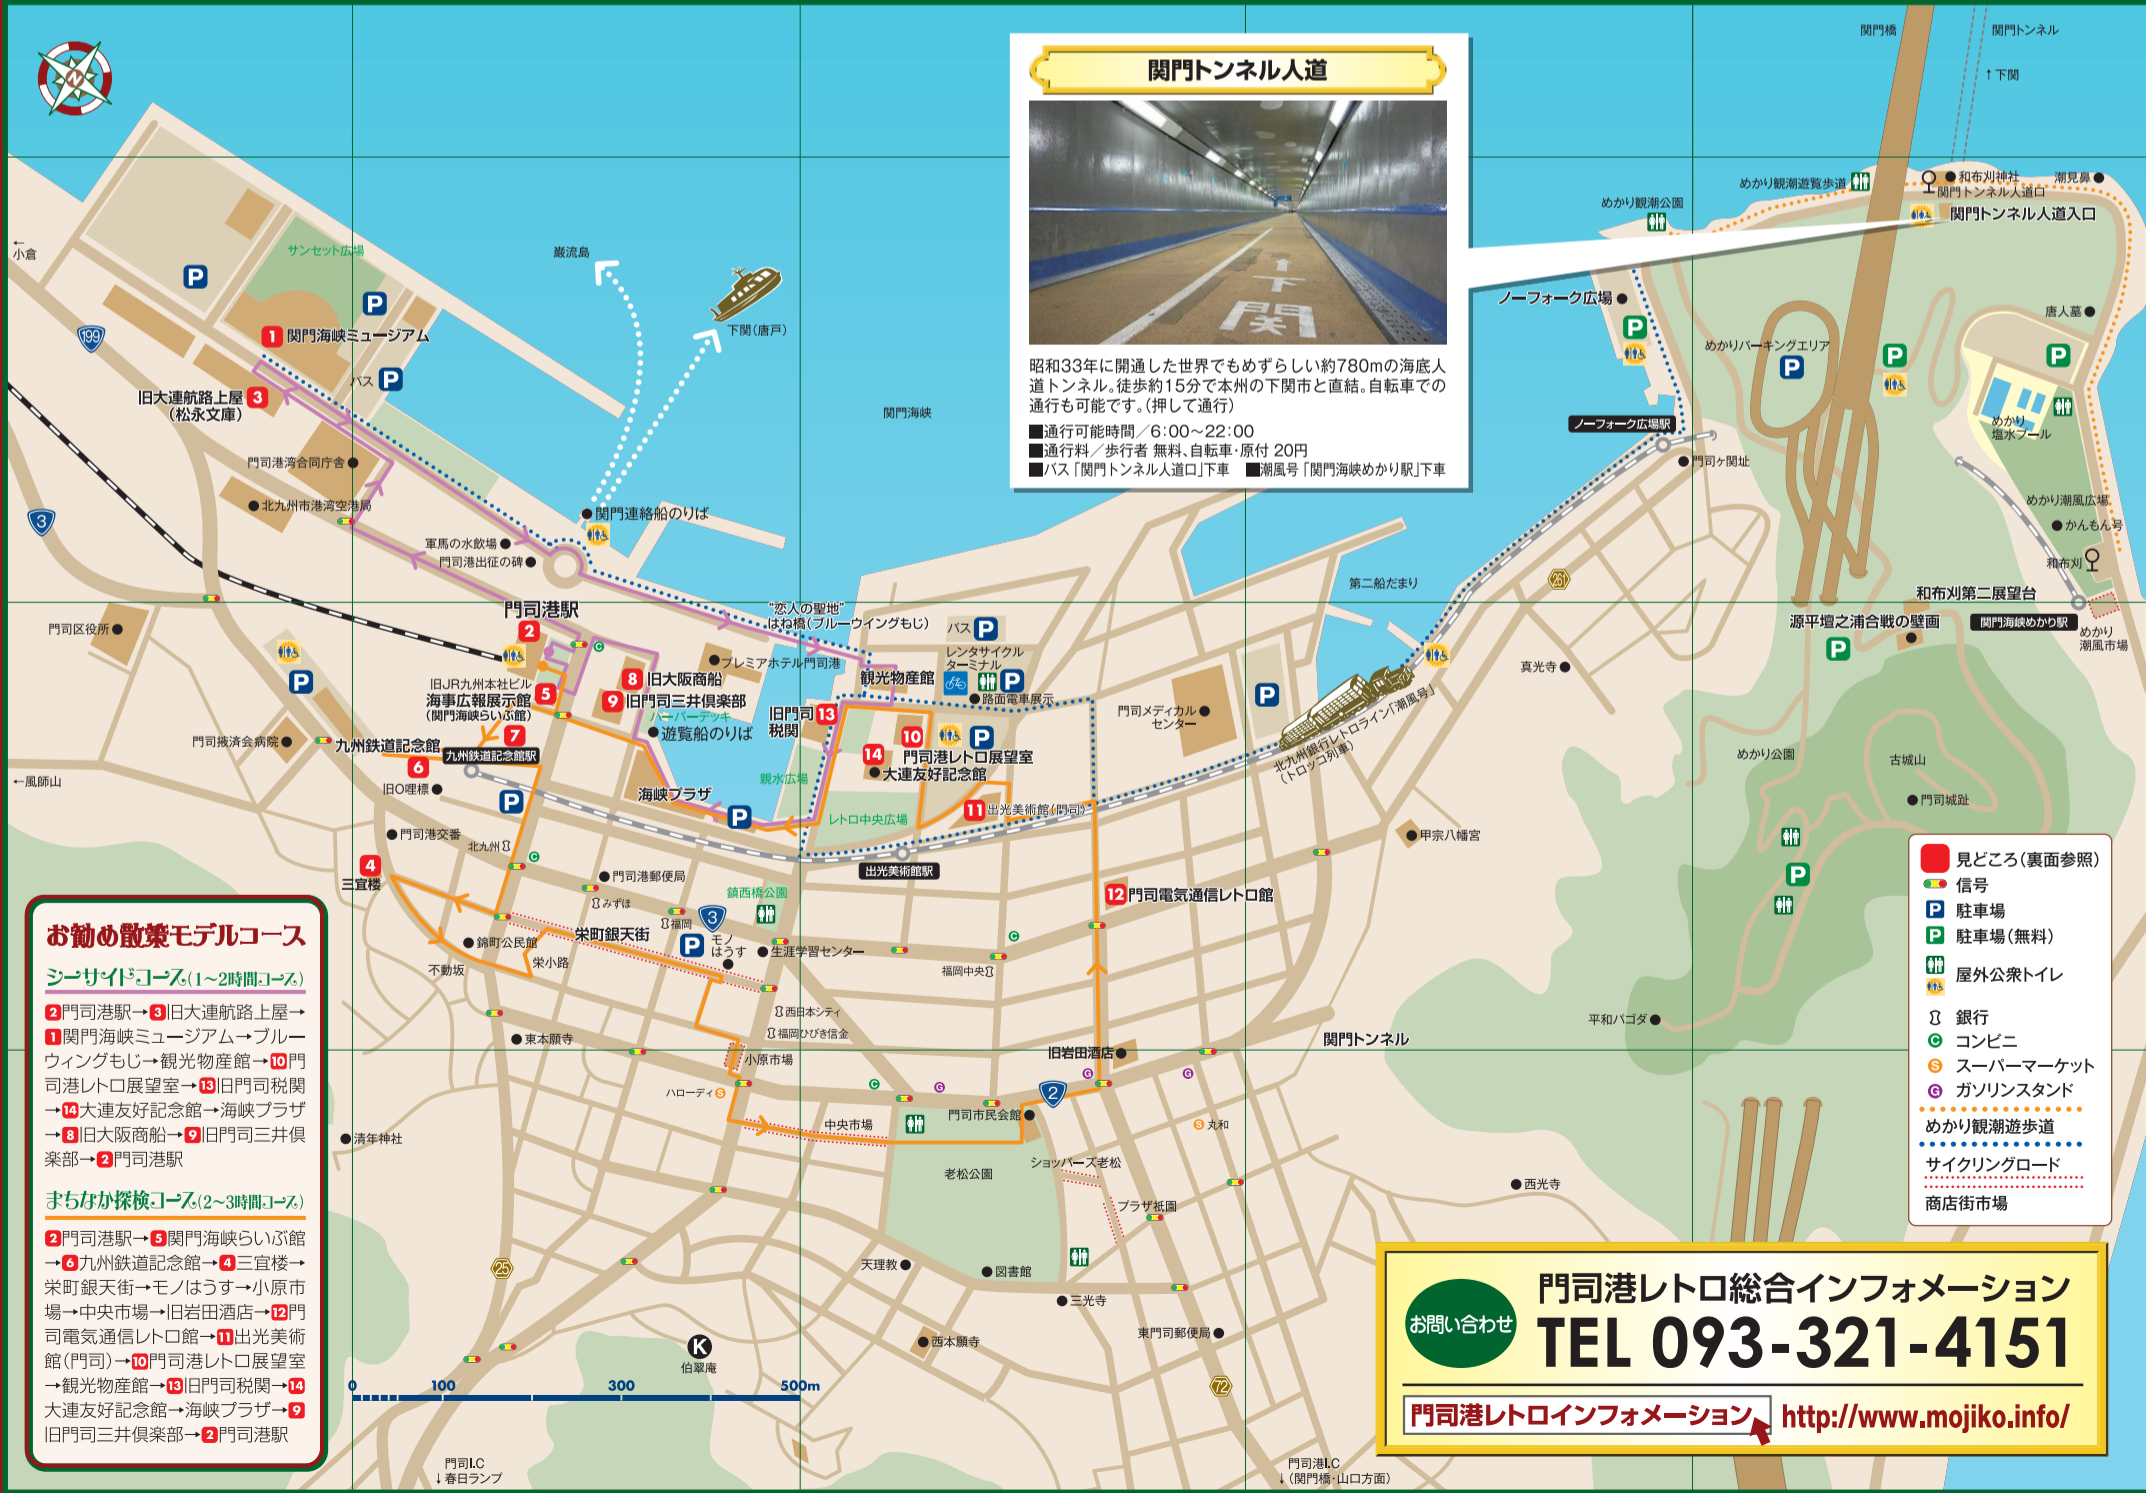 関門トンネル人道
↑
下
関
昭和33年に開通した世界でもめずらしい約780mの海底人
道トンネル。徒歩約15分で本州の下関市と直結。自転車での
通行も可能です。(押して通行)
■通行可能時間／6:00〜22:00
■通行料／歩行者 無料、自転車・原付 20円
■バス「関門トンネル人道口」下車　■潮風号「関門海峡めかり駅」下車
N
関門橋
関門トンネル
↑下関
めかり観潮遊覧歩道
和布刈神社
潮見鼻
関門トンネル人道口
関門トンネル人道入口
めかり観潮公園
ノーフォーク広場
P
唐人墓
めかりパーキングエリア
P
P
P
めかり
塩水プール
ノーフォーク広場駅
門司ヶ関址
めかり潮風広場
かんもん号
和布刈
和布刈第二展望台
源平壇之浦合戦の壁画
関門海峡めかり駅
P
めかり
潮風市場
←
小倉
サンセット広場
P
P
巌流島
下関(唐戸)
199
1 関門海峡ミュージアム
バス P
旧大連航路上屋 3
(松永文庫)
関門海峡
門司港湾合同庁舎
3
北九州市港湾空港局
関門連絡船のりば
軍馬の水飲場
門司港出征の碑
第二船だまり
261
真光寺
門司港駅
2
"恋人の聖地"
はね橋(ブルーウイングもじ)
バス P
レンタサイクル
ターミナル
P
路面電車展示
門司区役所
P
C
プレミアホテル門司港
8 旧大阪商船
観光物産館
旧JR九州本社ビル
海事広報展示館 5
(関門海峡らいぶ館)
9 旧門司三井倶楽部
ハーバーデッキ
遊覧船のりば
旧門司 13
税関
門司メディカル
センター
P
北九州銀行レトロライン「潮風号」
(トロッコ列車)
門司掖済会病院
九州鉄道記念館
7
九州鉄道記念館駅
6
旧0哩標
←風師山
10
P
門司港レトロ展望室
14
大連友好記念館
親水広場
海峡プラザ
P
P
レトロ中央広場
11 出光美術館(門司)
出光美術館駅
めかり公園
古城山
門司城趾
甲宗八幡宮
門司港交番
北九州
C
4
三宜楼
門司港郵便局
みずほ
福岡
3
鎮西橋公園
12 門司電気通信レトロ館
P
錦町公民館
栄町銀天街
P
モノ
はうす
生涯学習センター
C
福岡中央
不動坂
栄小路
西日本シティ
福岡ひびき信金
平和パゴダ
東本願寺
小原市場
旧岩田酒店
関門トンネル
ハローディ S
C
G
G
G
2
門司市民会館
中央市場
S 丸和
清年神社
老松公園
ショッパーズ老松
西光寺
プラザ祇園
25
天理教
図書館
三光寺
西本願寺
東門司郵便局
K
伯翠庵
72
0　100　300　500m
門司I.C
↓春日ランプ
門司港I.C
↓(関門橋・山口方面)
お勧め散策モデルコース
シーサイドコース(1〜2時間コース)
2門司港駅→3旧大連航路上屋→
1関門海峡ミュージアム→ブルー
ウィングもじ→観光物産館→10門
司港レトロ展望室→13旧門司税関
→14大連友好記念館→海峡プラザ
→8旧大阪商船→9旧門司三井倶
楽部→2門司港駅
まちなか探検コース(2〜3時間コース)
2門司港駅→5関門海峡らいぶ館
→6九州鉄道記念館→4三宜楼→
栄町銀天街→モノはうす→小原市
場→中央市場→旧岩田酒店→12門
司電気通信レトロ館→11出光美術
館(門司)→10門司港レトロ展望室
→観光物産館→13旧門司税関→14
大連友好記念館→海峡プラザ→9
旧門司三井倶楽部→2門司港駅
見どころ(裏面参照)
信号
P 駐車場
P 駐車場(無料)
屋外公衆トイレ
銀行
C コンビニ
S スーパーマーケット
G ガソリンスタンド
めかり観潮遊歩道
サイクリングロード
商店街市場
お問い合わせ
門司港レトロ総合インフォメーション
TEL 093-321-4151
門司港レトロインフォメーション
http://www.mojiko.info/